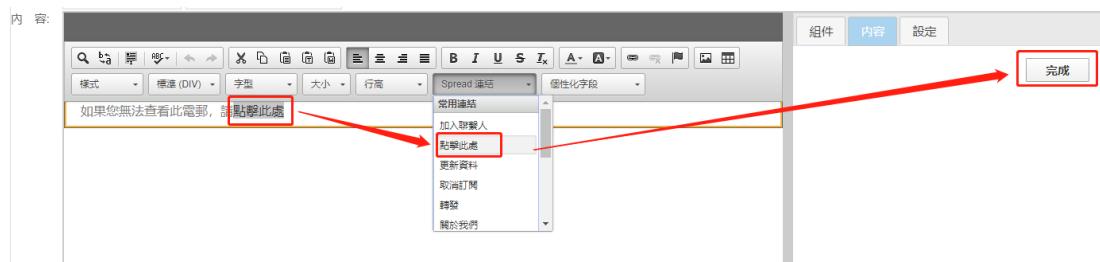 內 容:
組件 內容 設定
完成
B I U S Ix A A
樣式 標準 (DIV) 字型 大小 行高 Spread 連結 個性化字段
如果您無法查看此電郵，請點擊此處
常用連結
加入聯繫人
點擊此處
更新資料
取消訂閱
轉發
關於我們